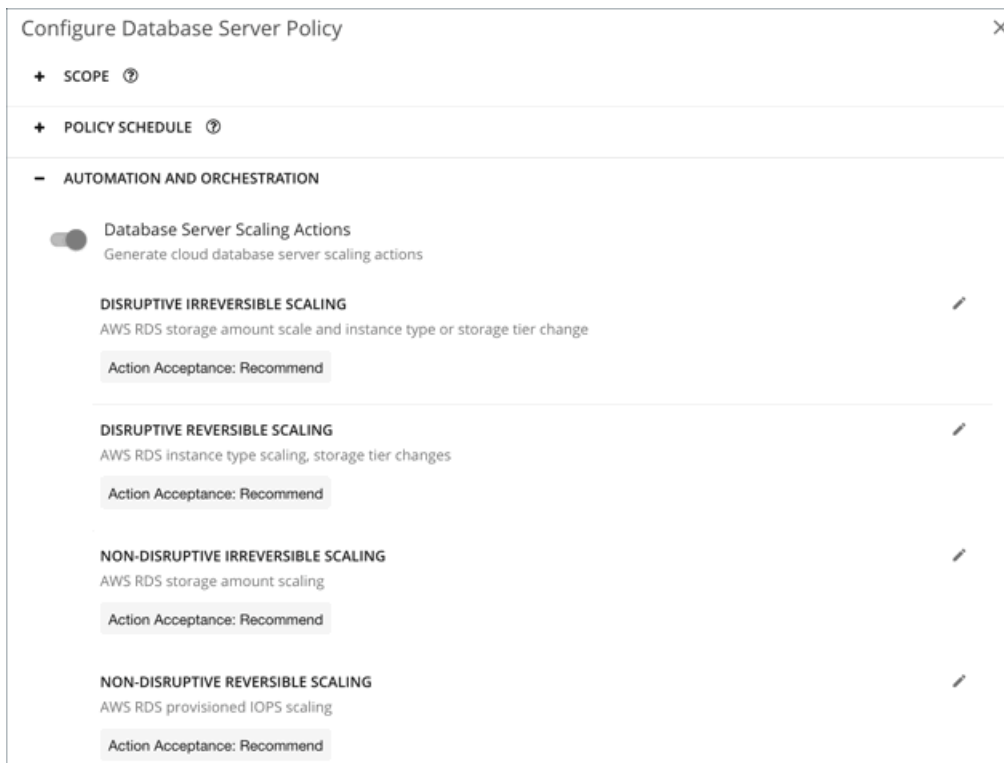 Configure Database Server Policy
SCOPE
POLICY SCHEDULE
AUTOMATION AND ORCHESTRATION
Database Server Scaling Actions
Generate cloud database server scaling actions
DISRUPTIVE IRREVERSIBLE SCALING
AWS RDS storage amount scale and instance type or storage tier change
Action Acceptance: Recommend
DISRUPTIVE REVERSIBLE SCALING
AWS RDS instance type scaling, storage tier changes
Action Acceptance: Recommend
NON-DISRUPTIVE IRREVERSIBLE SCALING
AWS RDS storage amount scaling
Action Acceptance: Recommend
NON-DISRUPTIVE REVERSIBLE SCALING
AWS RDS provisioned IOPS scaling
Action Acceptance: Recommend